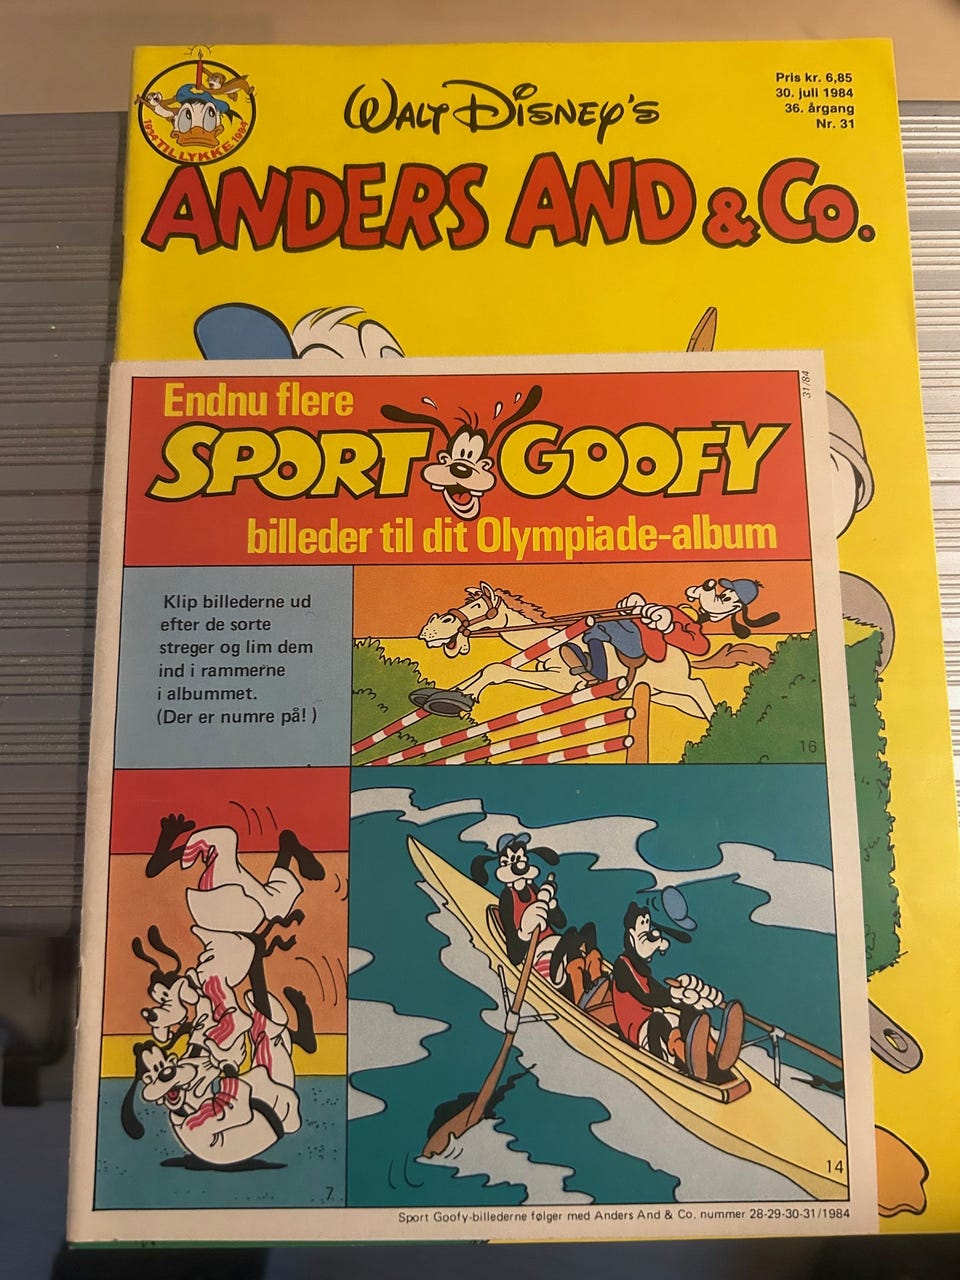 1934 TILLYKKE 1984
WALT DISNEY'S
Pris kr. 6,85
30. juli 1984
36. årgang
Nr. 31
ANDERS AND & Co.
31/84
Endnu flere
SPORT GOOFY
billeder til dit Olympiade-album
Klip billederne ud
efter de sorte
streger og lim dem
ind i rammerne
i albummet.
(Der er numre på!)
16
7
14
Sport Goofy-billederne følger med Anders And & Co. nummer 28-29-30-31/1984